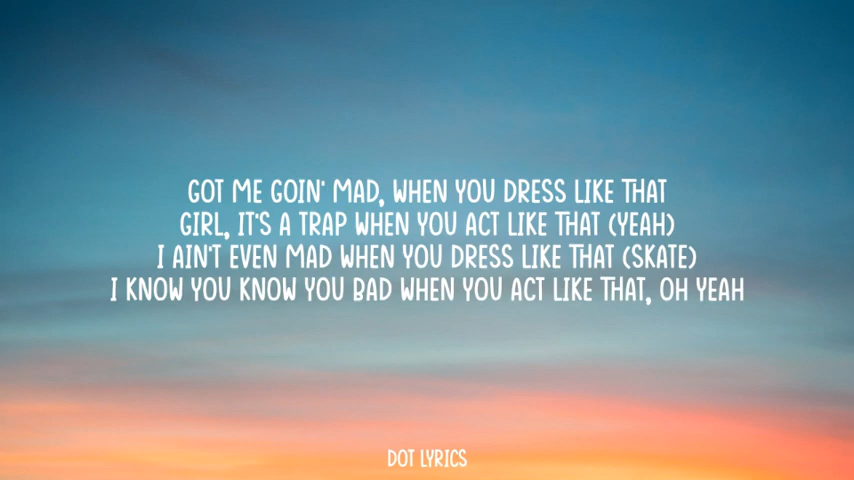 GOT ME GOIN' MAD, WHEN YOU DRESS LIKE THAT
GIRL, IT'S A TRAP WHEN YOU ACT LIKE THAT (YEAH)
I AIN'T EVEN MAD WHEN YOU DRESS LIKE THAT (SKATE)
I KNOW YOU KNOW YOU BAD WHEN YOU ACT LIKE THAT, OH YEAH
DOT LYRICS